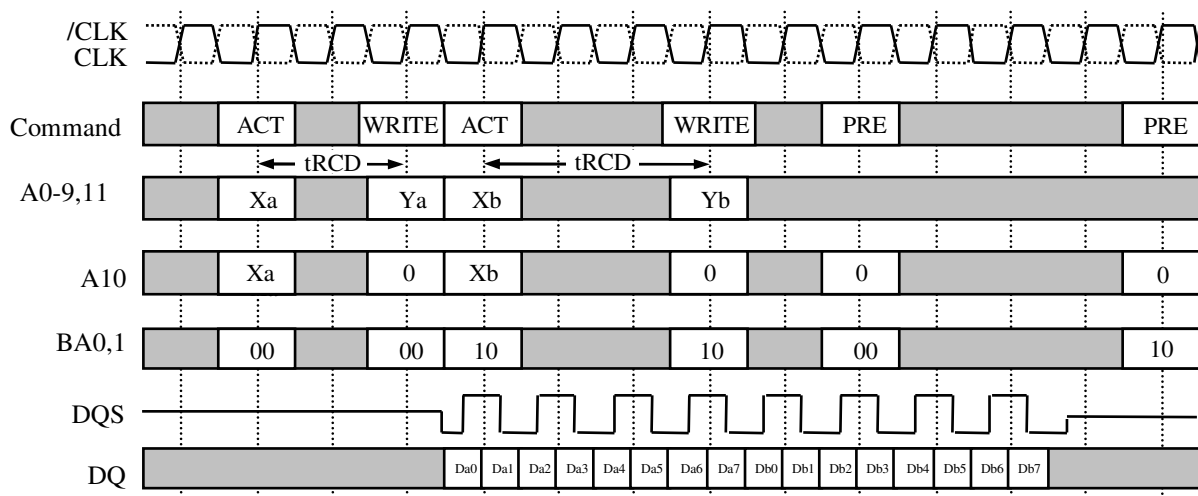 /CLK
CLK
Command ACT WRITE ACT WRITE PRE PRE
tRCD tRCD
A0-9,11 Xa Ya Xb Yb
A10 Xa 0 Xb 0 0 0
BA0,1 00 00 10 10 00 10
DQS
DQ Da0 Da1 Da2 Da3 Da4 Da5 Da6 Da7 Db0 Db1 Db2 Db3 Db4 Db5 Db6 Db7